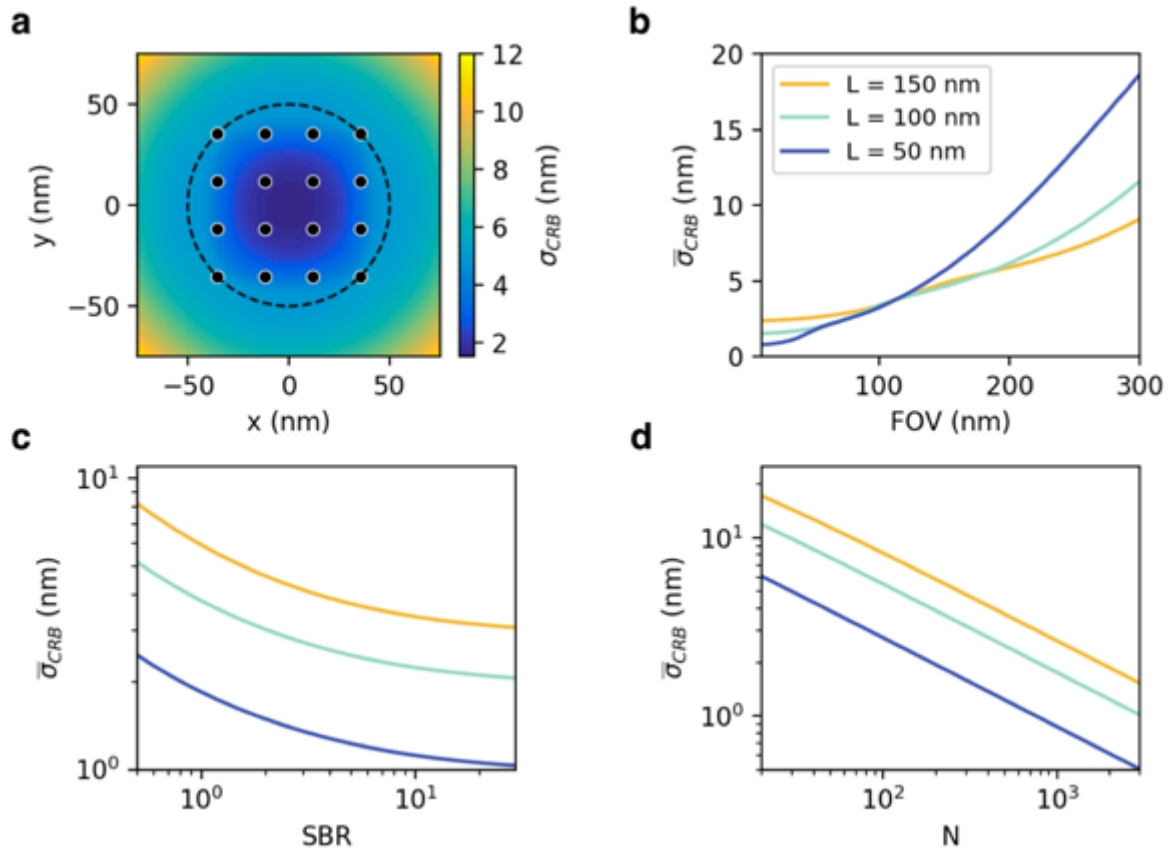 a
50
0
−50
y (nm)
−50 0 50
x (nm)
12
10
8
6
4
2
σCRB (nm)
b
20
15
10
5
0
σ̅CRB (nm)
L = 150 nm
L = 100 nm
L = 50 nm
100 200 300
FOV (nm)
c
10¹
10⁰
σ̅CRB (nm)
10⁰ 10¹
SBR
d
10¹
10⁰
σ̅CRB (nm)
10² 10³
N